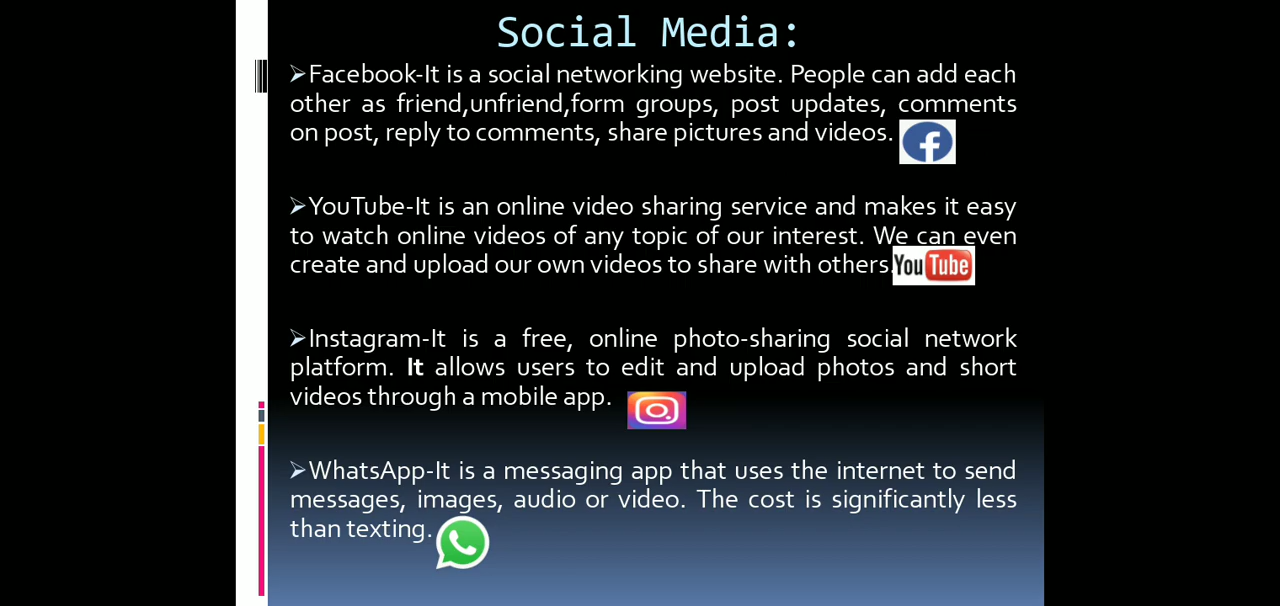 Social Media:
➢Facebook-It is a social networking website. People can add each
other as friend,unfriend,form groups, post updates, comments
on post, reply to comments, share pictures and videos.
➢YouTube-It is an online video sharing service and makes it easy
to watch online videos of any topic of our interest. We can even
create and upload our own videos to share with others.
YouTube
➢Instagram-It is a free, online photo-sharing social network
platform. It allows users to edit and upload photos and short
videos through a mobile app.
➢WhatsApp-It is a messaging app that uses the internet to send
messages, images, audio or video. The cost is significantly less
than texting.